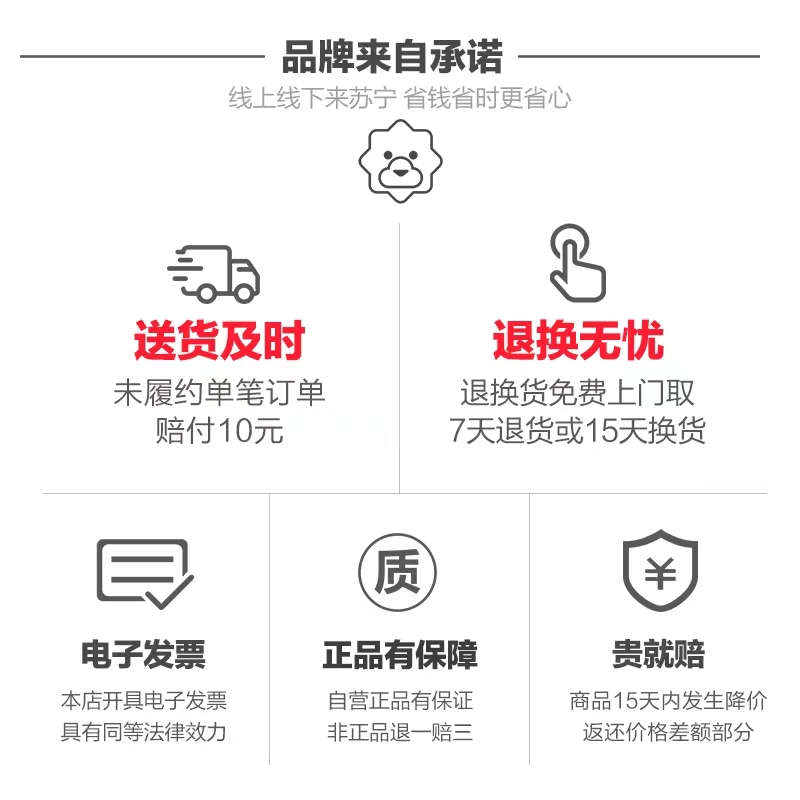 品牌来自承诺
线上线下来苏宁 省钱省时更省心
送货及时
未履约单笔订单
赔付10元
退换无忧
退换货免费上门取
7天退货或15天换货
电子发票
本店开具电子发票
具有同等法律效力
质
正品有保障
自营正品有保证
非正品退一赔三
¥
贵就赔
商品15天内发生降价
返还价格差额部分